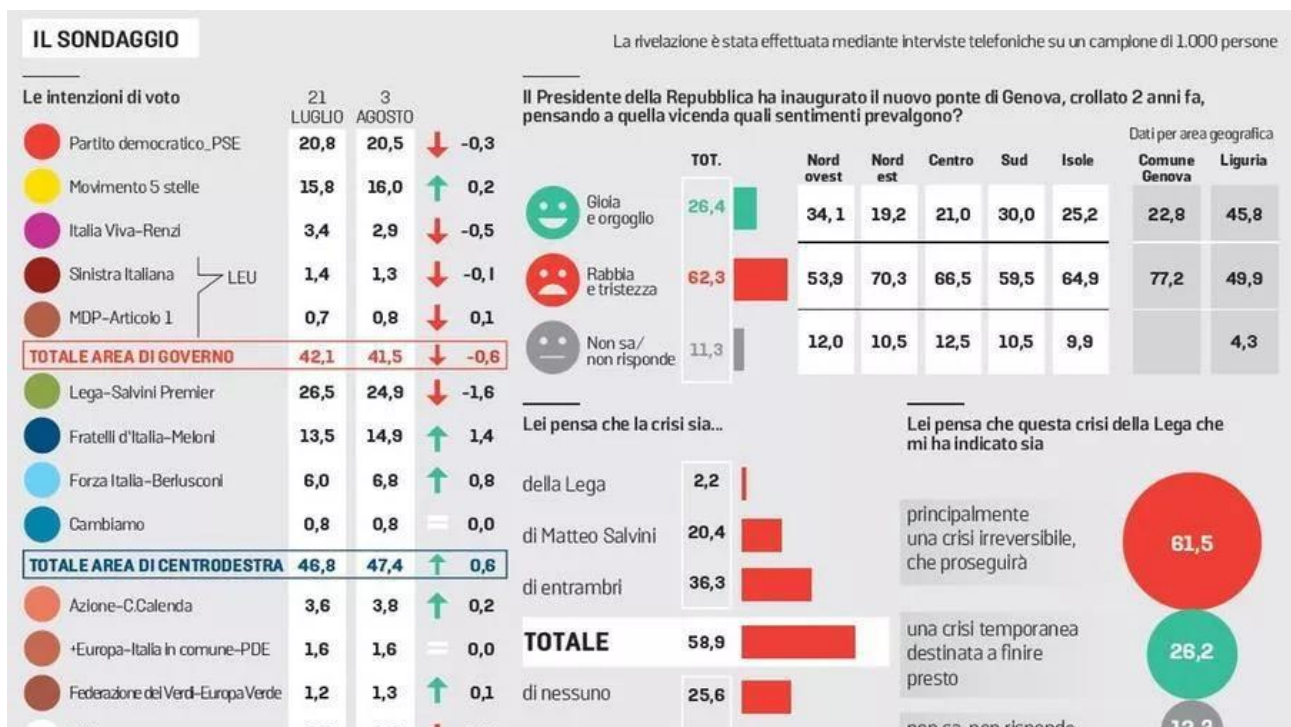 IL SONDAGGIO
La rivelazione è stata effettuata mediante interviste telefoniche su un campione di 1.000 persone
Le intenzioni di voto
21 LUGLIO
3 AGOSTO
Partito democratico_PSE 20,8 20,5 -0,3
Movimento 5 stelle 15,8 16,0 0,2
Italia Viva-Renzi 3,4 2,9 -0,5
Sinistra Italiana 1,4 1,3 -0,1
LEU
MDP-Articolo 1 0,7 0,8 0,1
TOTALE AREA DI GOVERNO 42,1 41,5 -0,6
Lega-Salvini Premier 26,5 24,9 -1,6
Fratelli d'Italia-Meloni 13,5 14,9 1,4
Forza Italia-Berlusconi 6,0 6,8 0,8
Cambiamo 0,8 0,8 = 0,0
TOTALE AREA DI CENTRODESTRA 46,8 47,4 0,6
Azione-C.Calenda 3,6 3,8 0,2
+Europa-Italia in comune-PDE 1,6 1,6 = 0,0
Federazione dei Verdi-Europa Verde 1,2 1,3 0,1
Il Presidente della Repubblica ha inaugurato il nuovo ponte di Genova, crollato 2 anni fa,
pensando a quella vicenda quali sentimenti prevalgono?
Dati per area geografica
TOT. Nord ovest Nord est Centro Sud Isole Comune Genova Liguria
Gioia e orgoglio 26,4 34,1 19,2 21,0 30,0 25,2 22,8 45,8
Rabbia e tristezza 62,3 53,9 70,3 66,5 59,5 64,9 77,2 49,9
Non sa/ non risponde 11,3 12,0 10,5 12,5 10,5 9,9 4,3
Lei pensa che la crisi sia...
della Lega 2,2
di Matteo Salvini 20,4
di entrambri 36,3
TOTALE 58,9
di nessuno 25,6
Lei pensa che questa crisi della Lega che
mi ha indicato sia
principalmente
una crisi irreversibile,
che proseguirà
61,5
una crisi temporanea
destinata a finire
presto
26,2